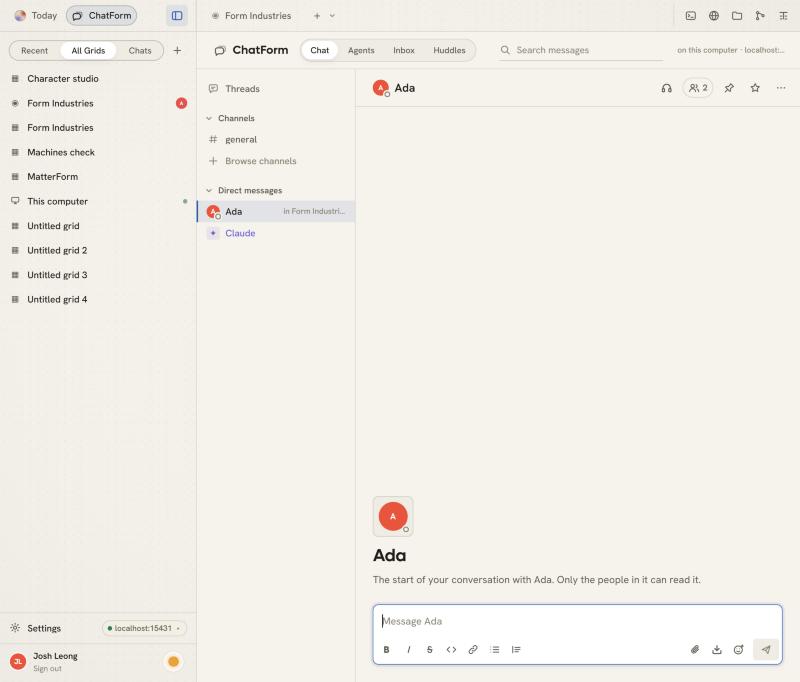 Today
ChatForm
Form Industries
Recent
All Grids
Chats
Character studio
Form Industries
A
Form Industries
Machines check
MatterForm
This computer
Untitled grid
Untitled grid 2
Untitled grid 3
Untitled grid 4
Settings
localhost:15431
JL
Josh Leong
Sign out
ChatForm
Chat
Agents
Inbox
Huddles
Search messages
on this computer · localhost:...
Threads
Channels
# general
Browse channels
Direct messages
A
Ada
in Form Industri...
Claude
A
Ada
2
A
Ada
The start of your conversation with Ada. Only the people in it can read it.
Message Ada
B I S